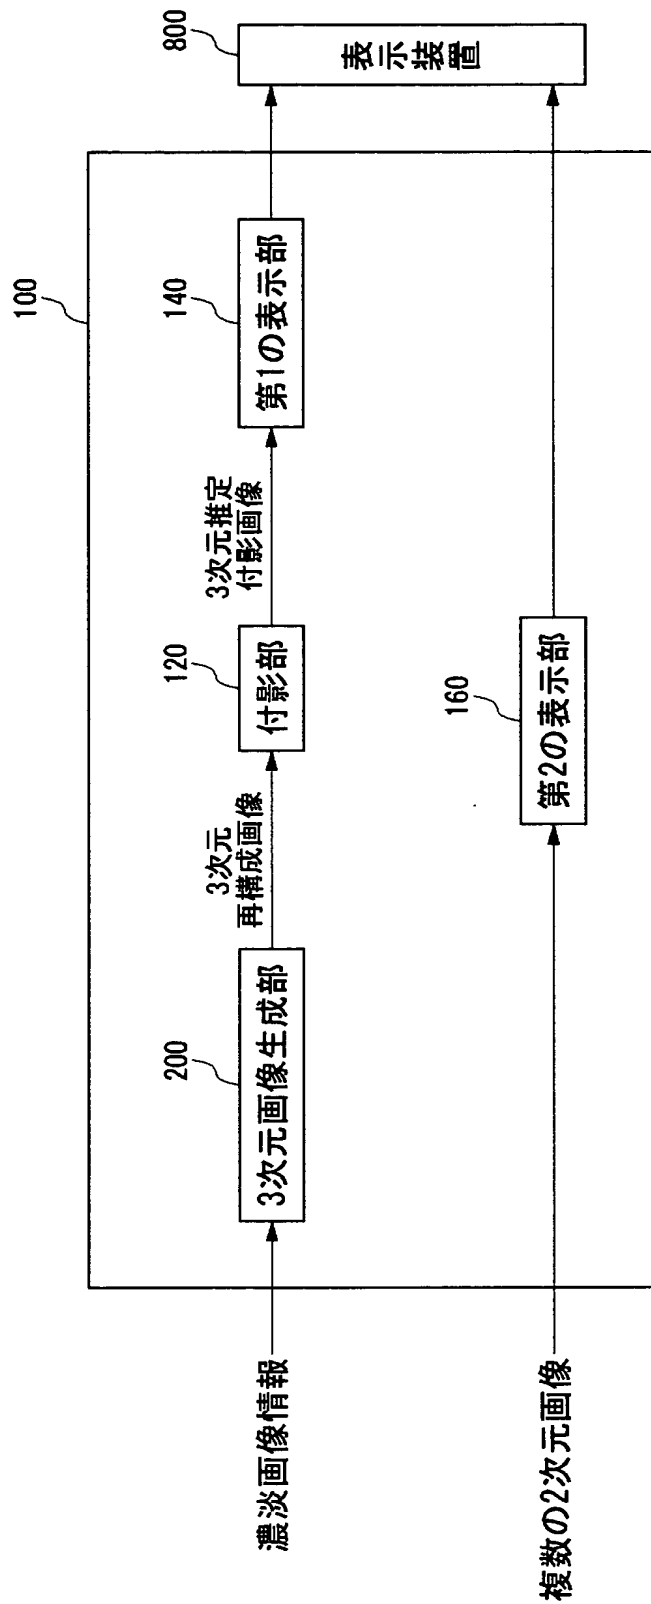 100
濃淡画像情報
200
3次元画像生成部
3次元
再構成画像
120
付影部
3次元推定
付影画像
140
第1の表示部
800
表示装置
複数の2次元画像
160
第2の表示部